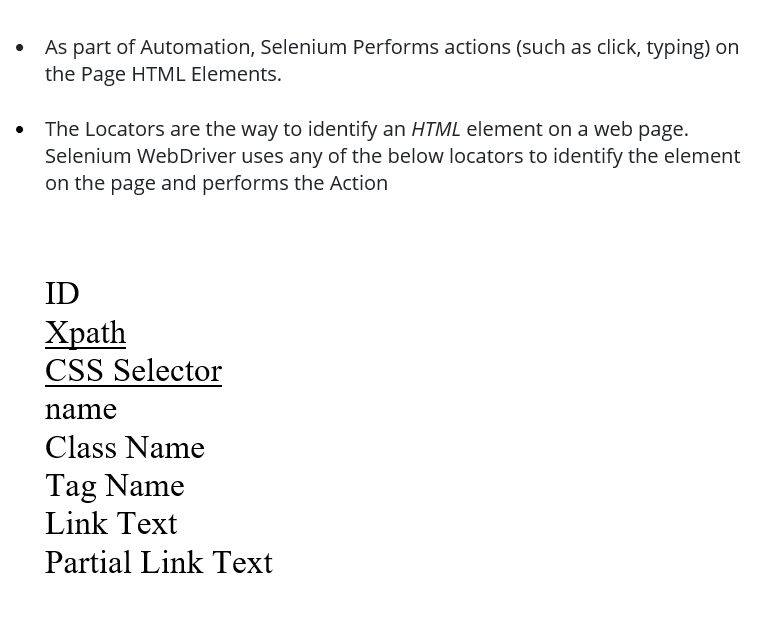 • As part of Automation, Selenium Performs actions (such as click, typing) on
the Page HTML Elements.
• The Locators are the way to identify an HTML element on a web page.
Selenium WebDriver uses any of the below locators to identify the element
on the page and performs the Action
ID
Xpath
CSS Selector
name
Class Name
Tag Name
Link Text
Partial Link Text